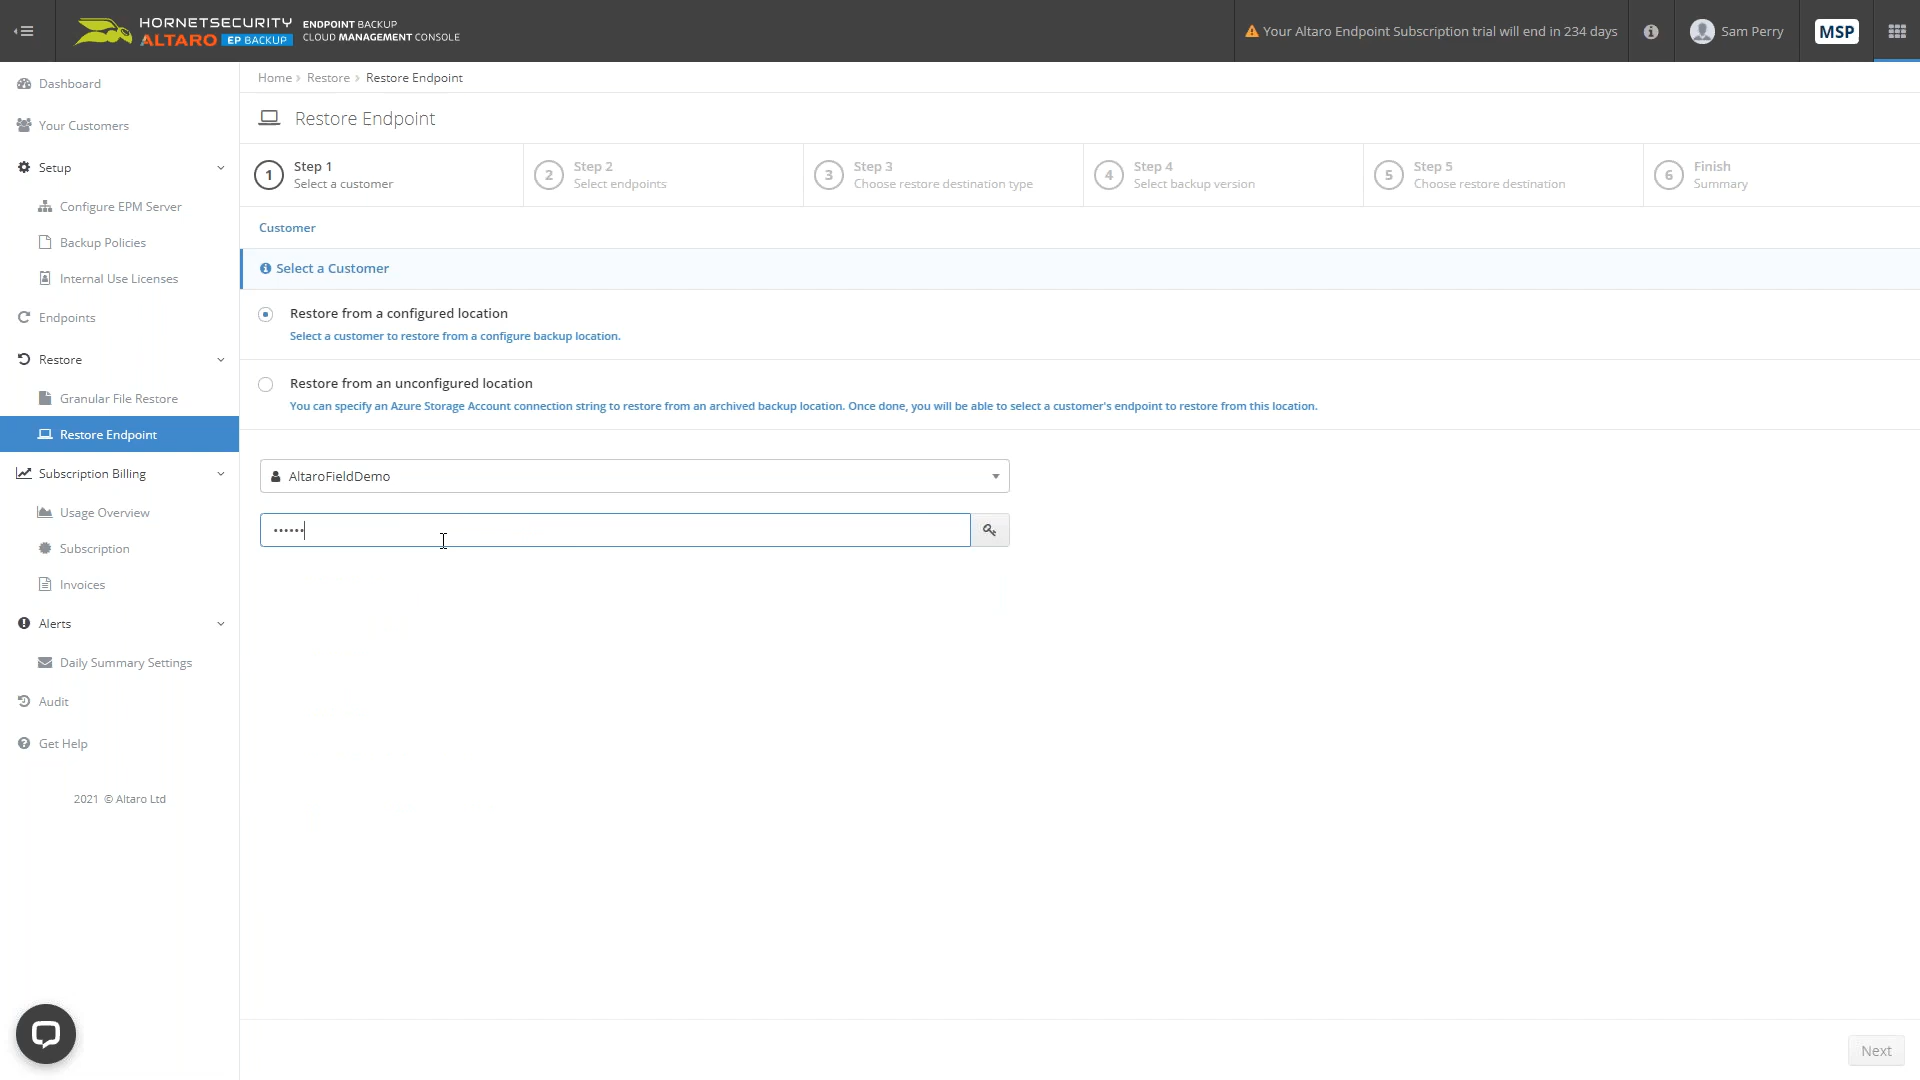 HORNETSECURITY
ALTARO EP BACKUP
ENDPOINT BACKUP
CLOUD MANAGEMENT CONSOLE
Your Altaro Endpoint Subscription trial will end in 234 days
Sam Perry
MSP
Dashboard
Your Customers
Setup
Configure EPM Server
Backup Policies
Internal Use Licenses
Endpoints
Restore
Granular File Restore
Restore Endpoint
Subscription Billing
Usage Overview
Subscription
Invoices
Alerts
Daily Summary Settings
Audit
Get Help
2021 © Altaro Ltd
Home › Restore › Restore Endpoint
Restore Endpoint
1 Step 1
Select a customer
2 Step 2
Select endpoints
3 Step 3
Choose restore destination type
4 Step 4
Select backup version
5 Step 5
Choose restore destination
6 Finish
Summary
Customer
Select a Customer
Restore from a configured location
Select a customer to restore from a configure backup location.
Restore from an unconfigured location
You can specify an Azure Storage Account connection string to restore from an archived backup location. Once done, you will be able to select a customer's endpoint to restore from this location.
AltaroFieldDemo
••••••
Next